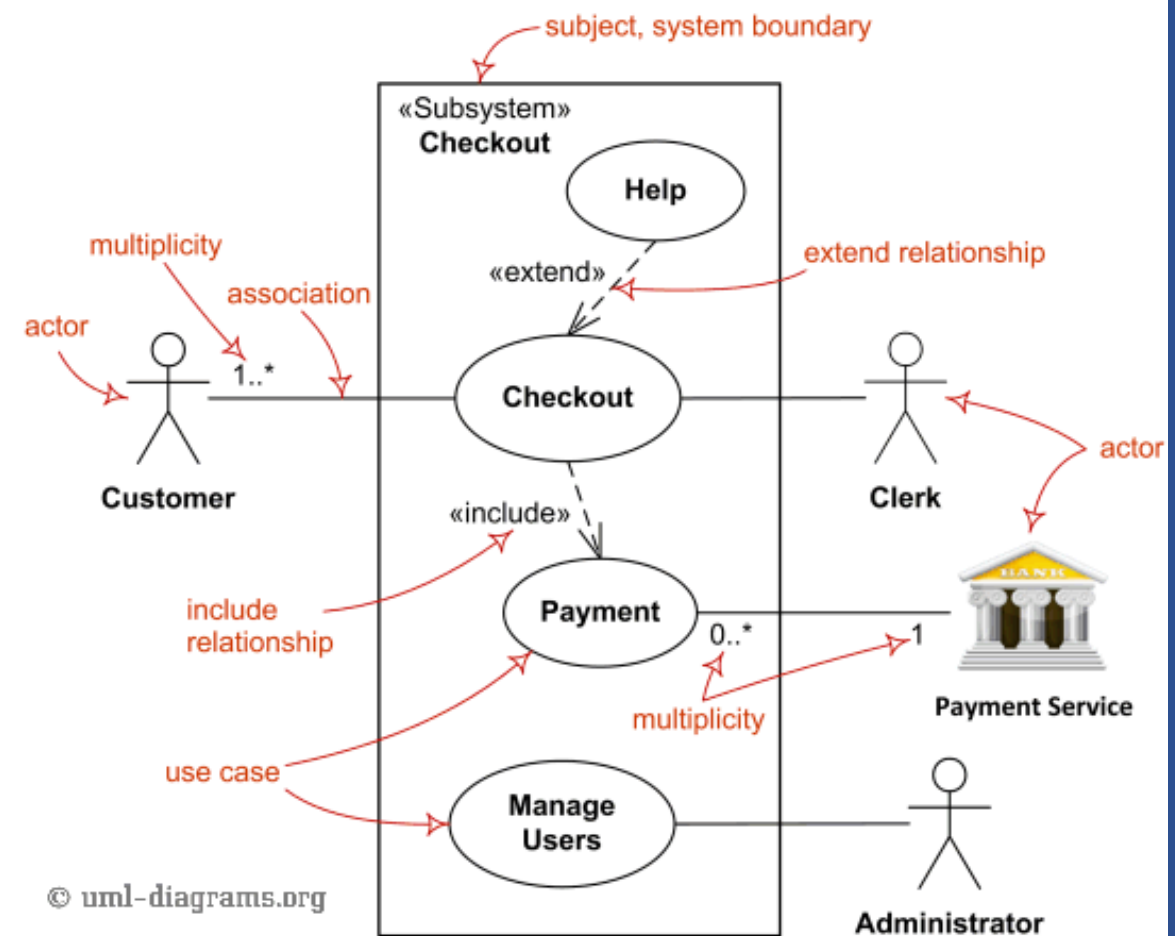 subject, system boundary
«Subsystem»
Checkout
Help
multiplicity
extend relationship
«extend»
association
actor
1..*
Checkout
actor
Customer
Clerk
«include»
BANK
include
relationship
Payment
0..*
1
multiplicity
Payment Service
use case
Manage
Users
© uml-diagrams.org
Administrator